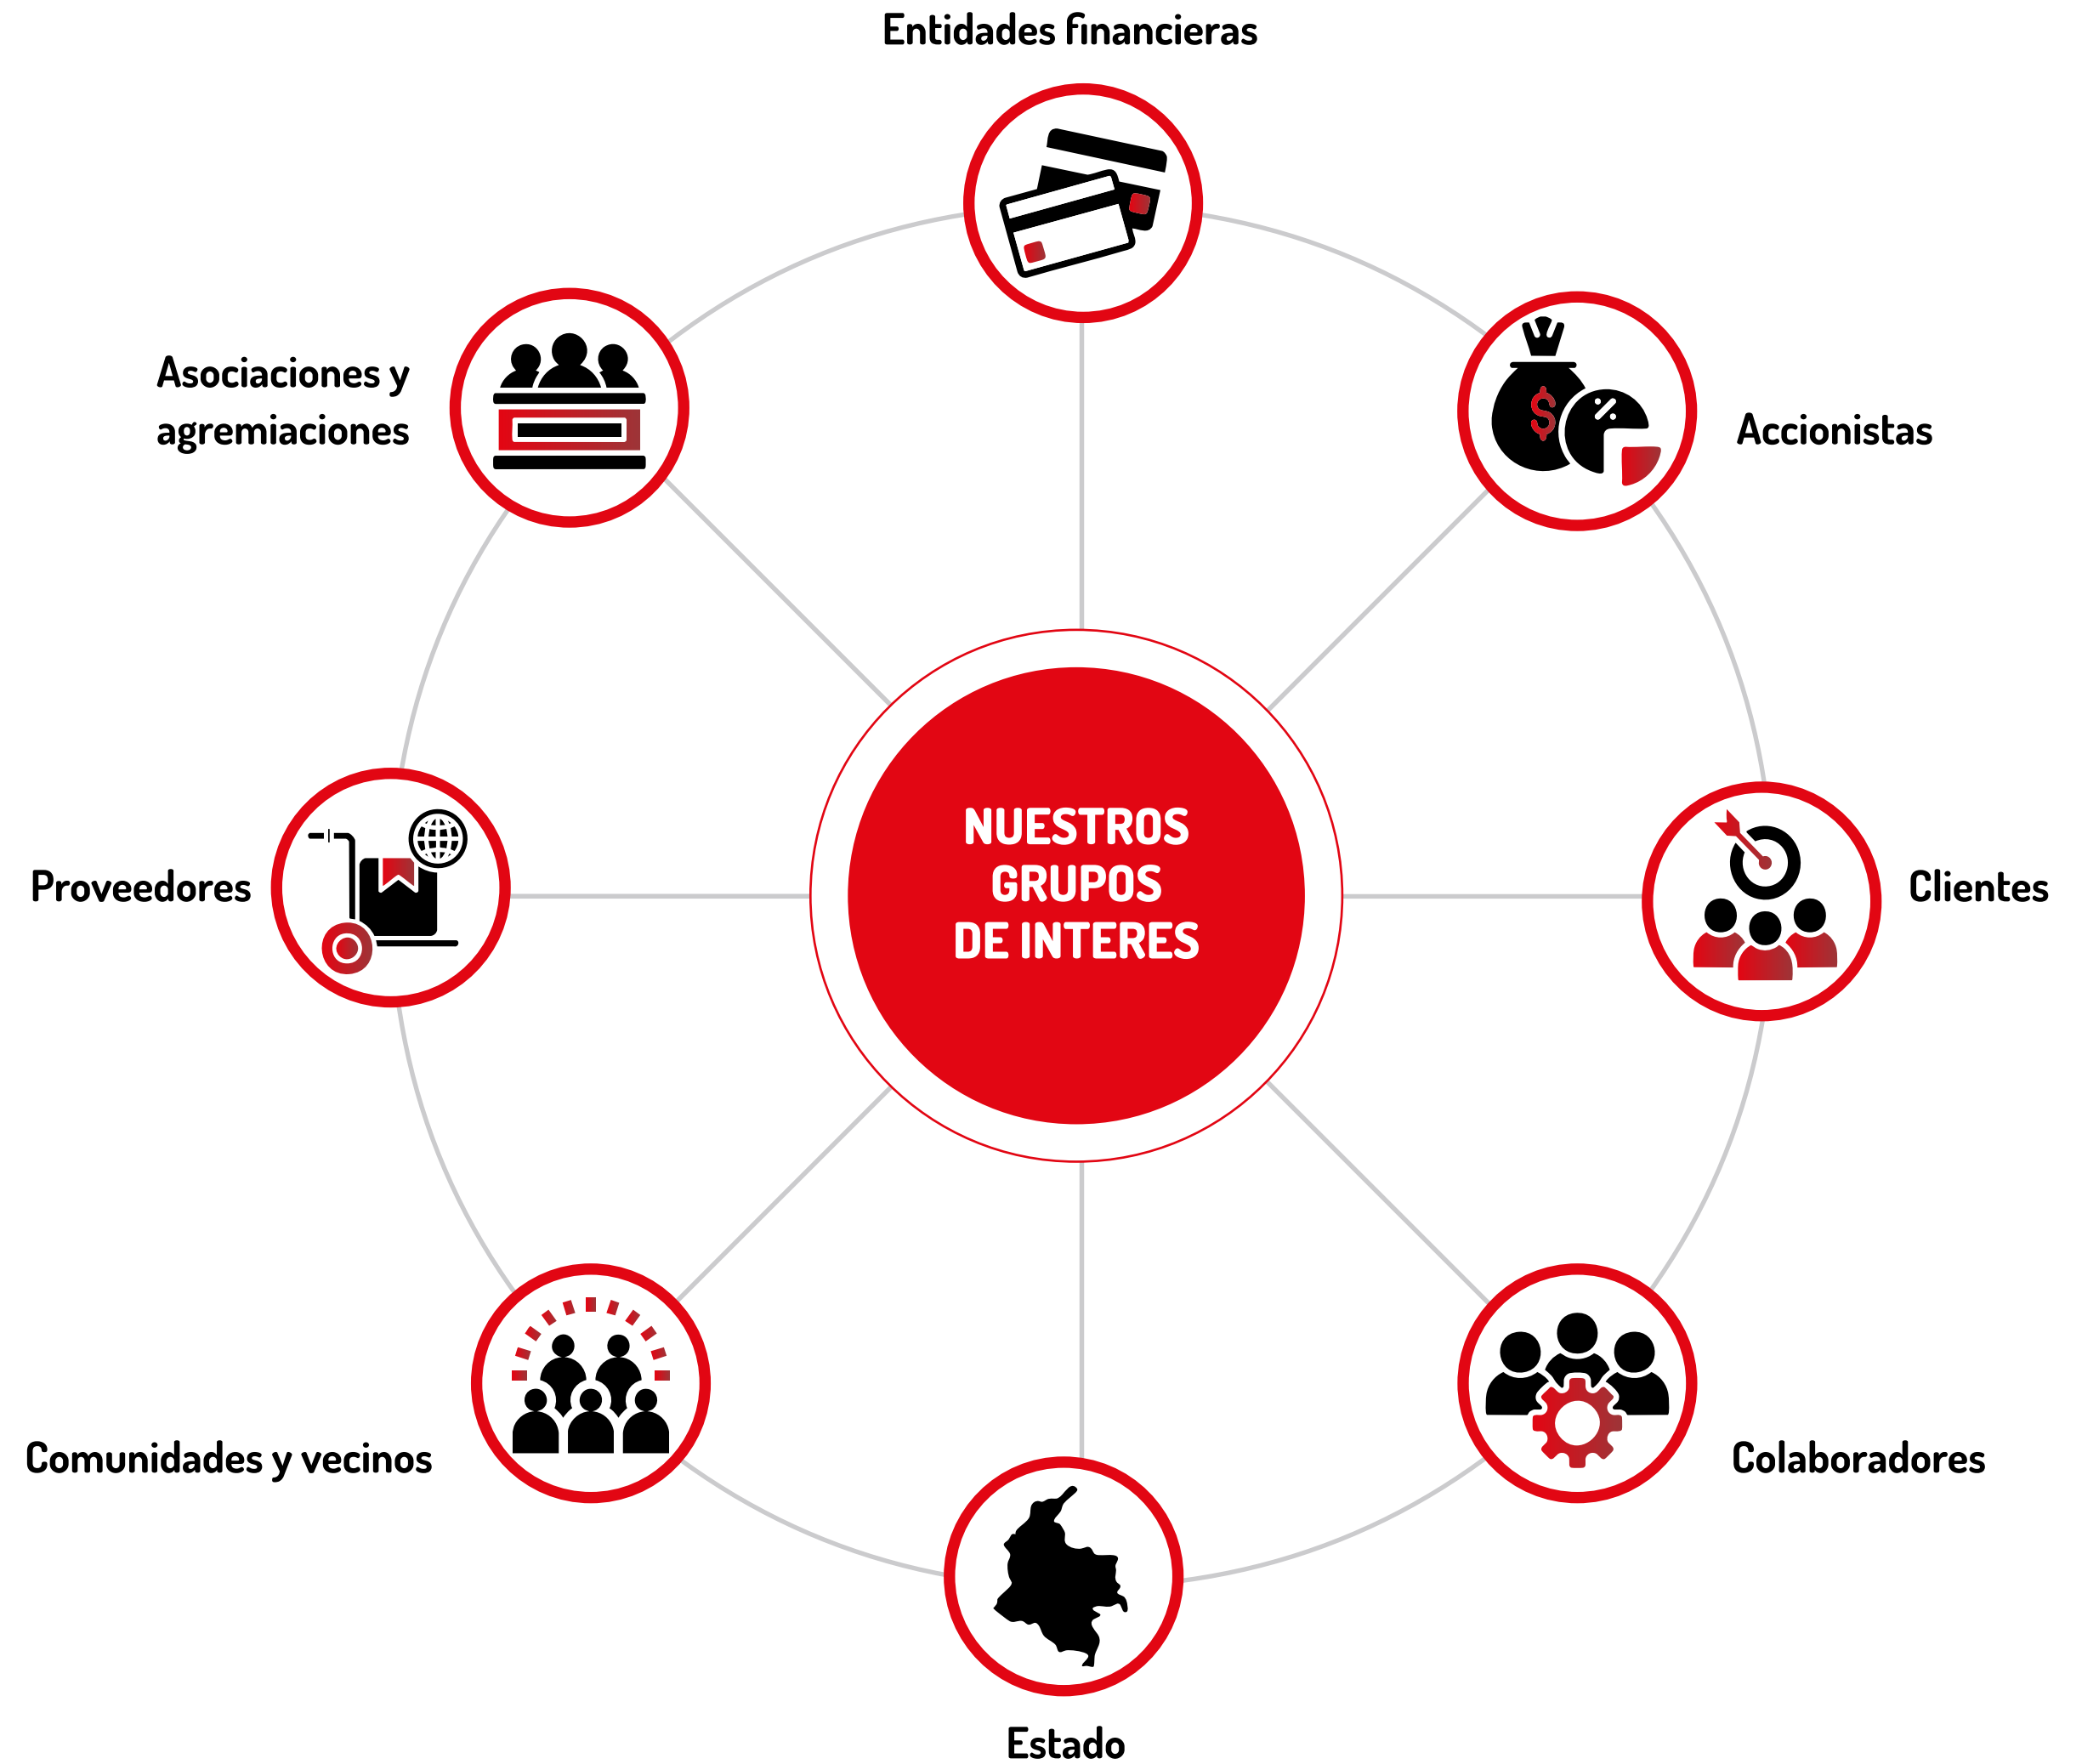 Entidades financieras
Asociaciones y
agremiaciones
Accionistas
NUESTROS
GRUPOS
DE INTERES
Proveedores
Clientes
Comunidades y vecinos
Colaboradores
Estado